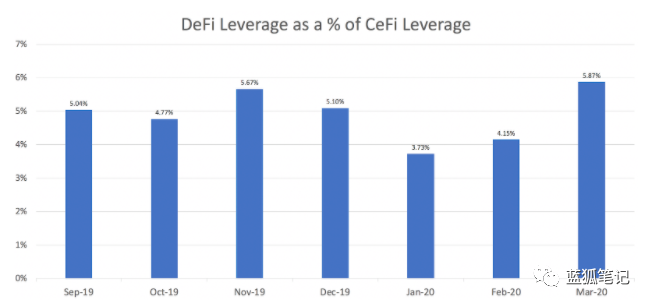 DeFi Leverage as a % of CeFi Leverage
7%
6%
5%
4%
3%
2%
1%
0%
5.04%
4.77%
5.67%
5.10%
3.73%
4.15%
5.87%
Sep-19
Oct-19
Nov-19
Dec-19
Jan-20
Feb-20
Mar-20
蓝狐笔记